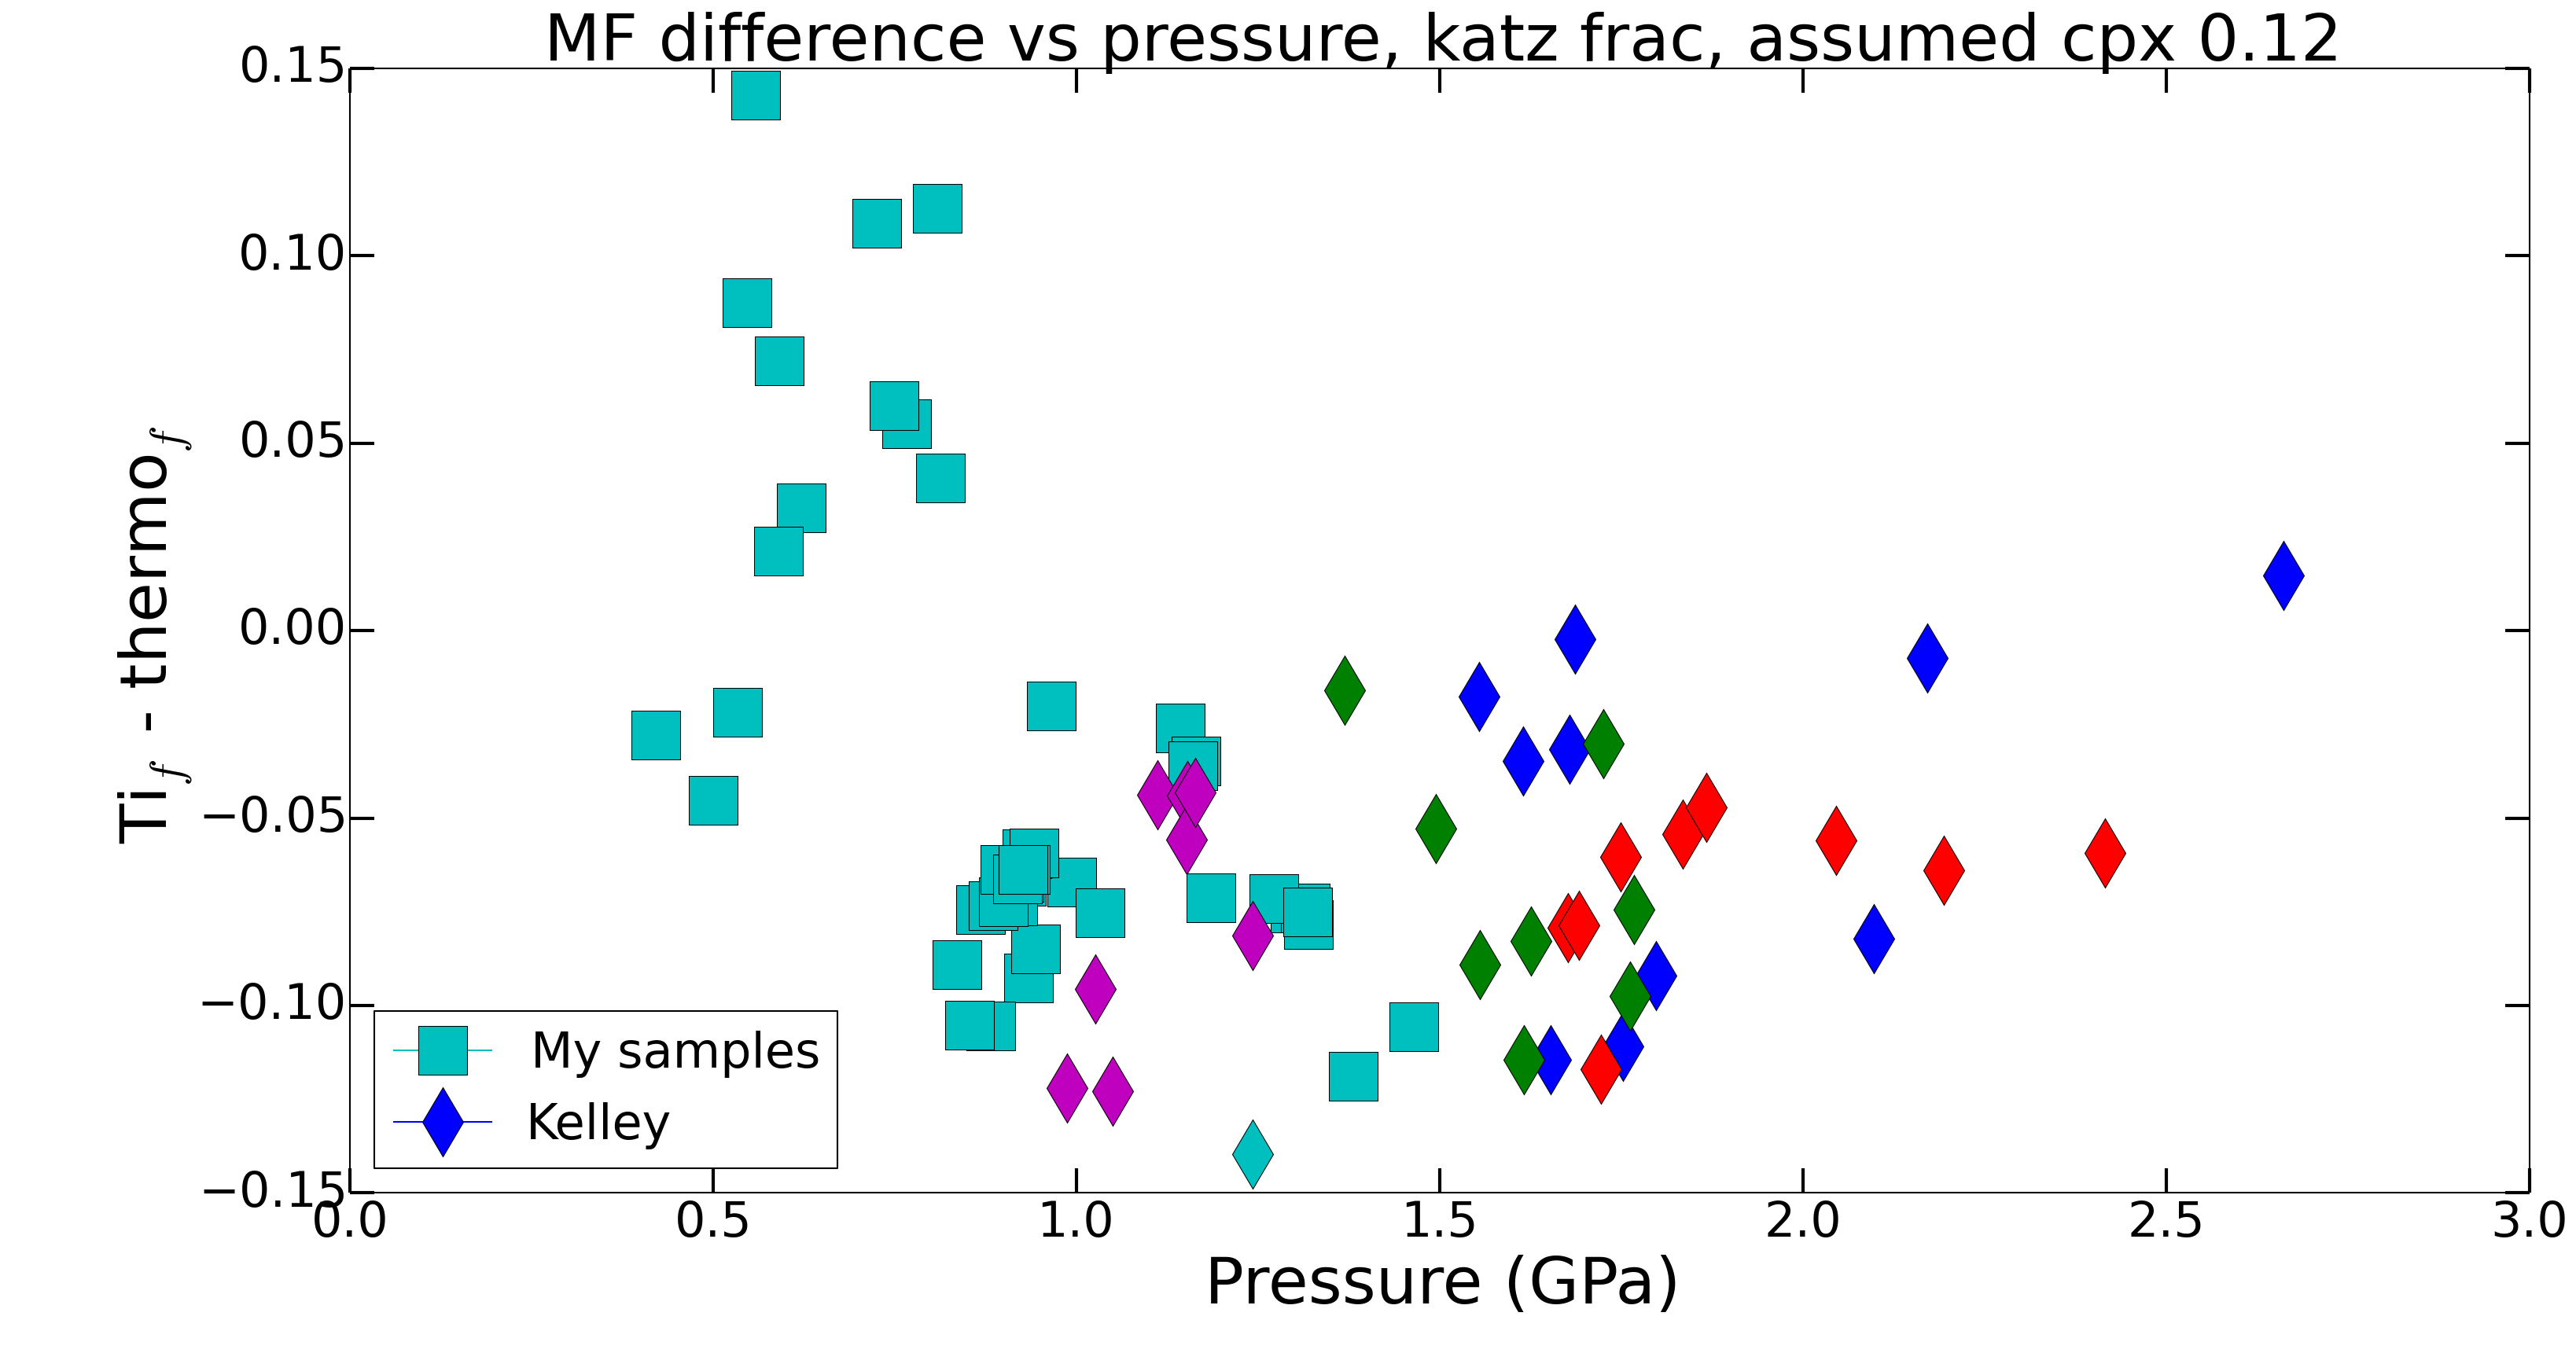 MF difference vs pressure, katz frac, assumed cpx 0.12
0.15
0.10
0.05
0.00
−0.05
−0.10
−0.15
Ti_f - thermo_f
My samples
Kelley
0.0 0.5 1.0 1.5 2.0 2.5 3.0
Pressure (GPa)